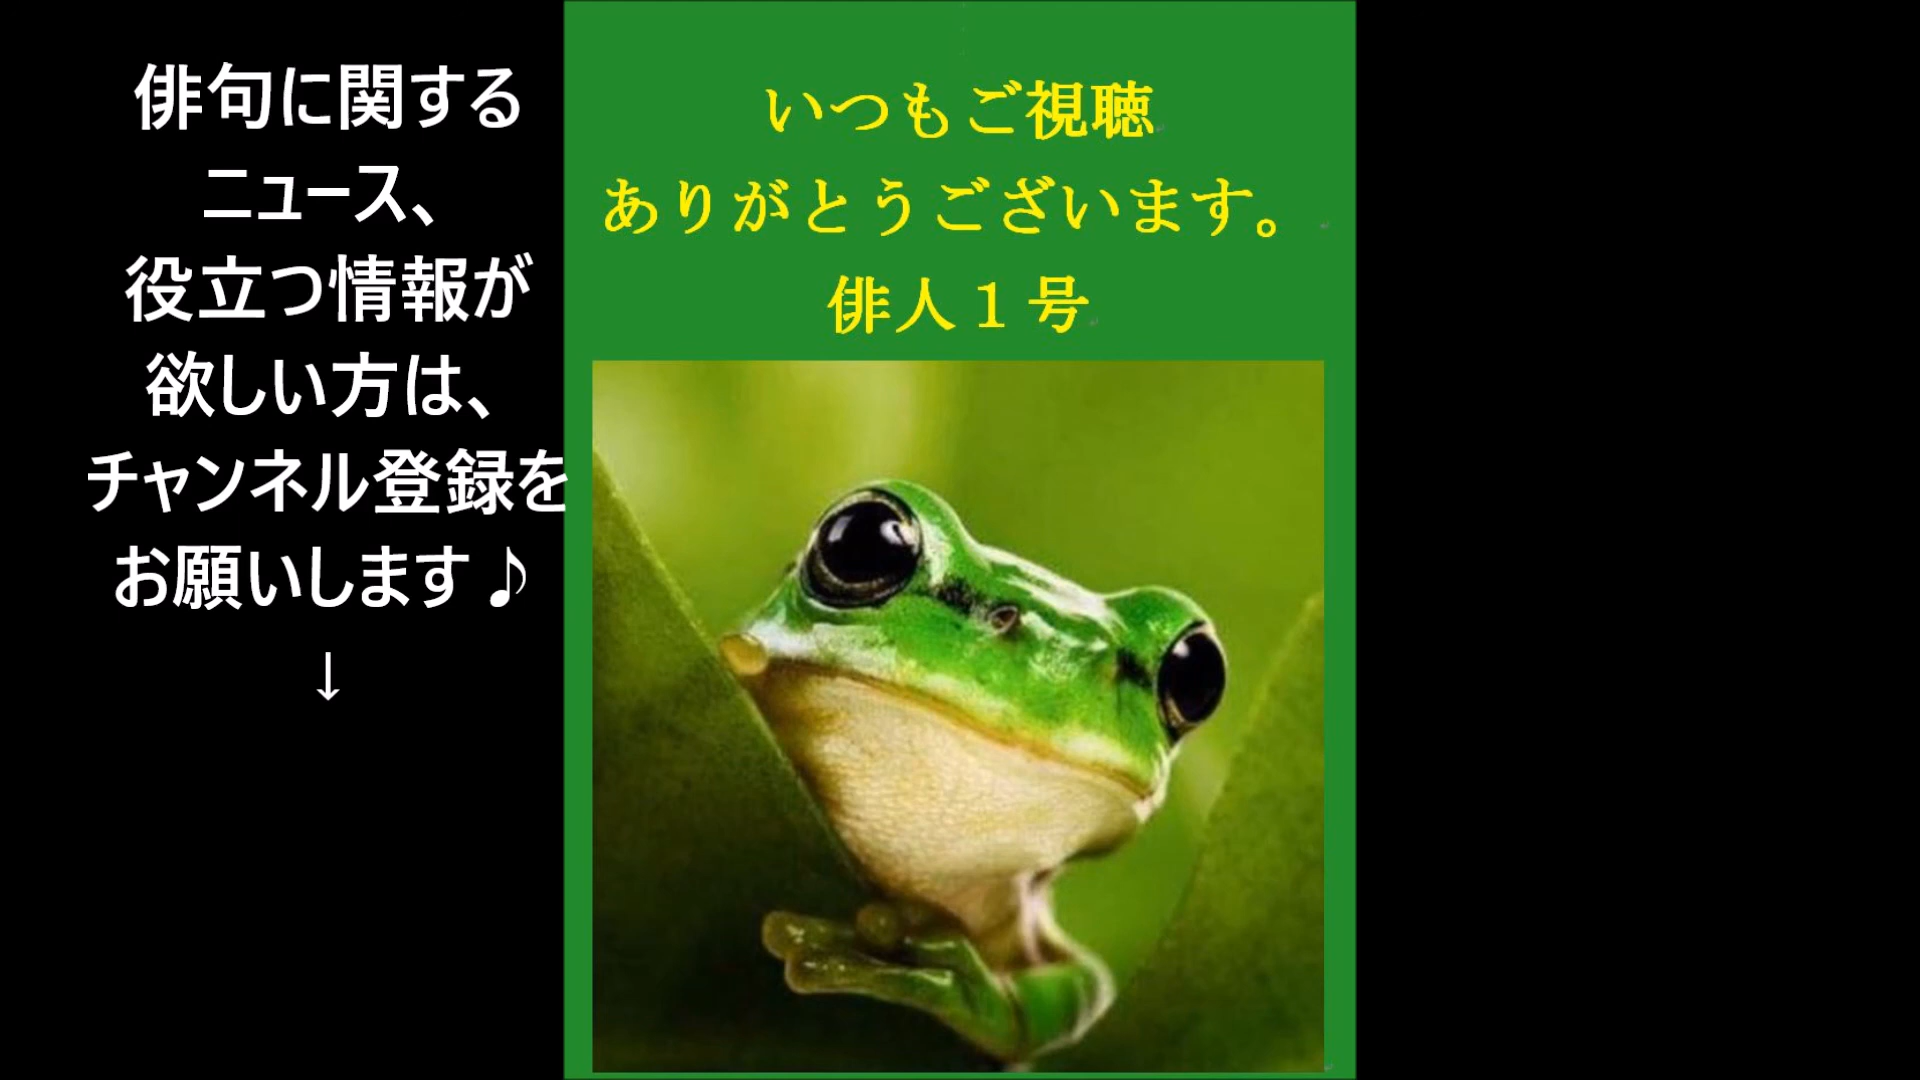 俳句に関する
ニュース、
役立つ情報が
欲しい方は、
チャンネル登録を
お願いします♪
↓
いつもご視聴
ありがとうございます。
俳人１号